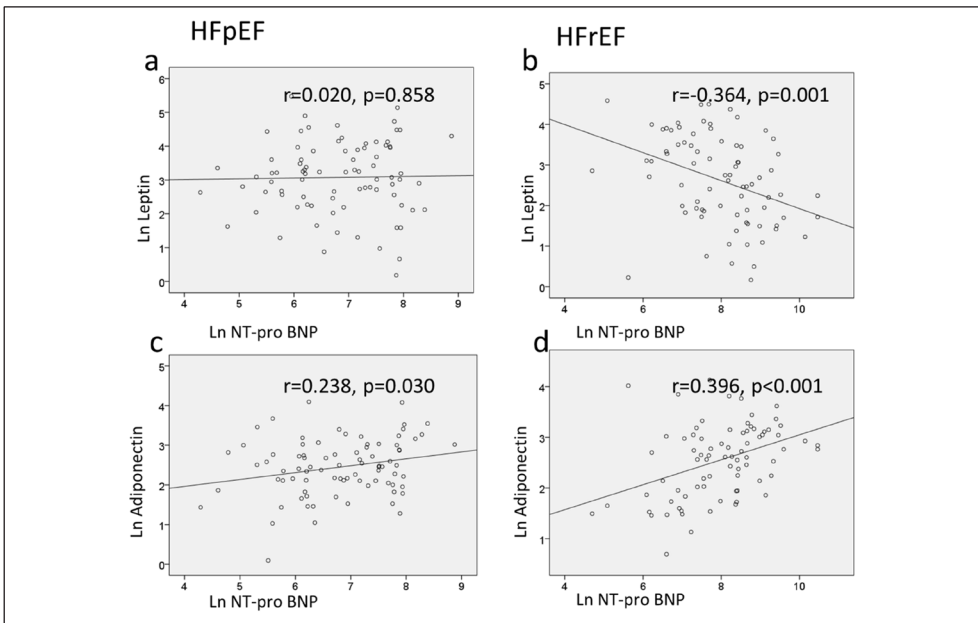 HFpEF
HFrEF
a
r=0.020, p=0.858
6
5
4
3
2
1
0
Ln Leptin
4 5 6 7 8 9
Ln NT-pro BNP
b
r=-0.364, p=0.001
5
4
3
2
1
0
Ln Leptin
4 6 8 10
Ln NT-pro BNP
c
r=0.238, p=0.030
5
4
3
2
1
0
Ln Adiponectin
4 5 6 7 8 9
Ln NT-pro BNP
d
r=0.396, p<0.001
4
3
2
1
Ln Adiponectin
4 6 8 10
Ln NT-pro BNP